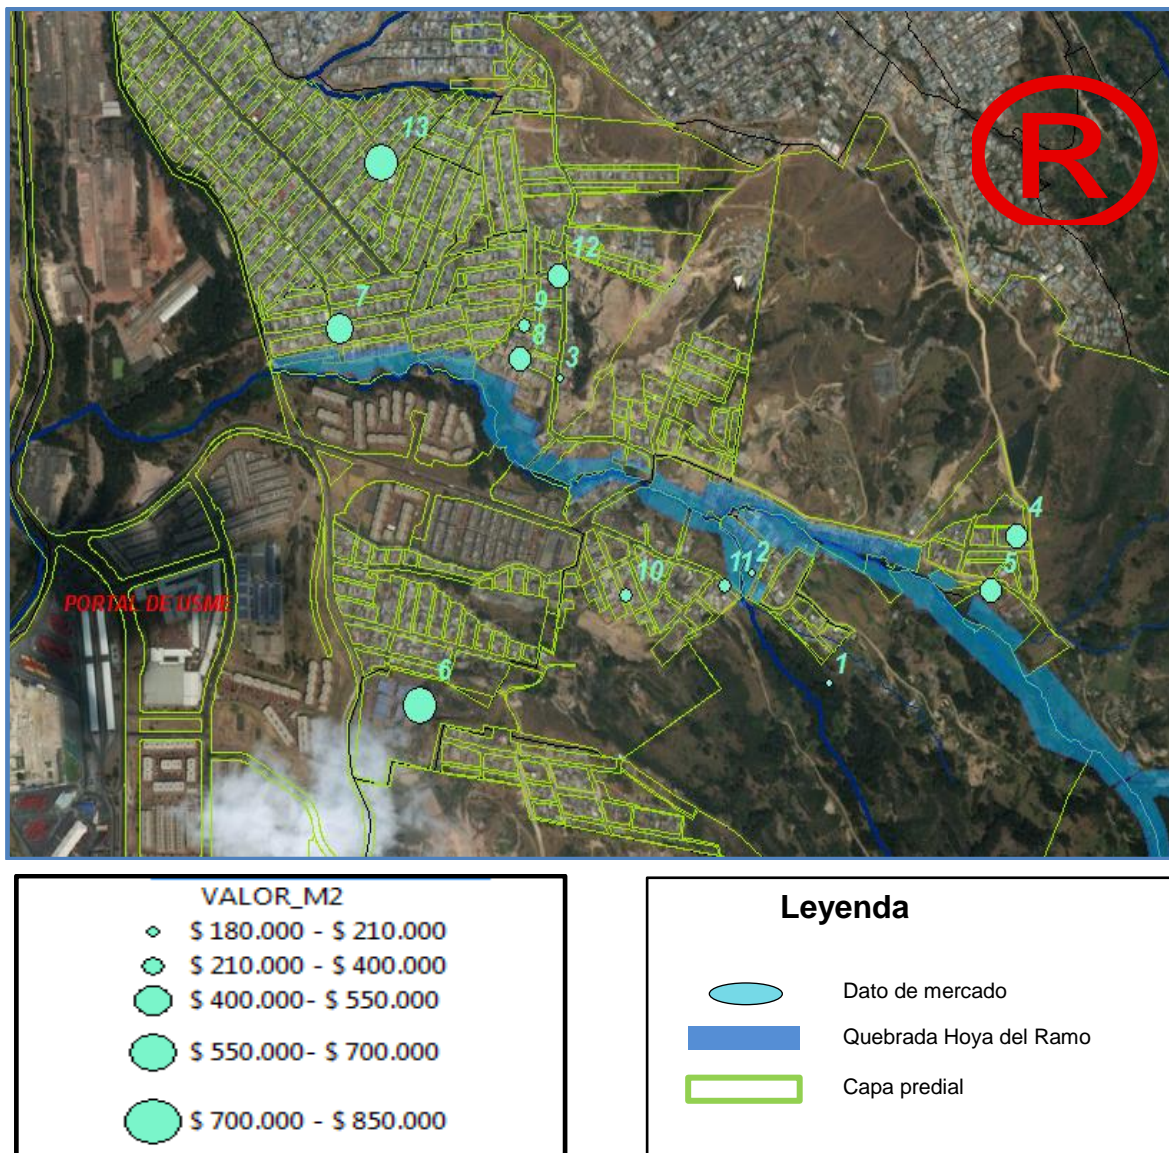 R
13
12
7
9
8
3
4
2
11
5
10
PORTAL DE USME
1
6
VALOR_M2
$ 180.000 - $ 210.000
$ 210.000 - $ 400.000
$ 400.000- $ 550.000
$ 550.000- $ 700.000
$ 700.000 - $ 850.000
Leyenda
Dato de mercado
Quebrada Hoya del Ramo
Capa predial